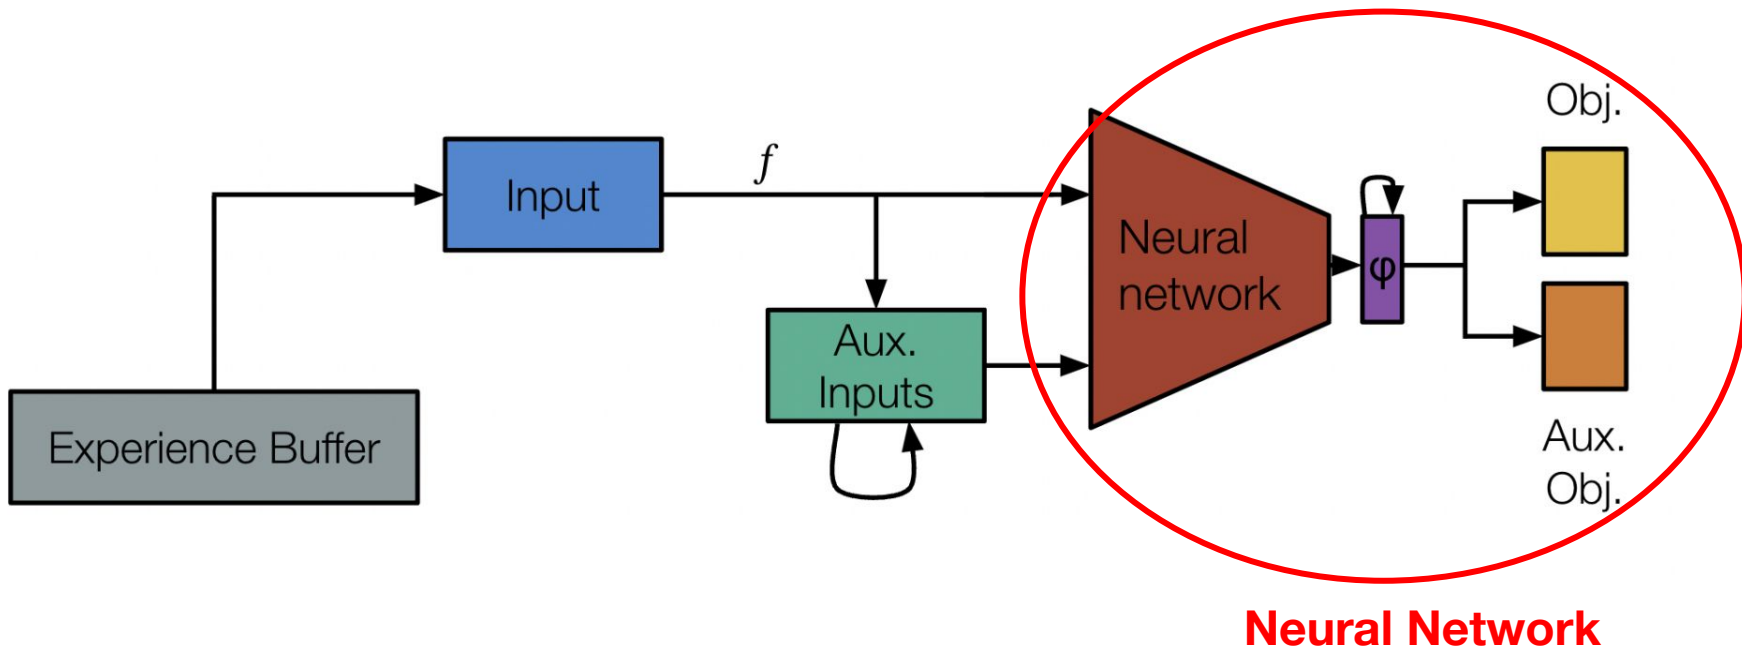 Obj.
f
Input
Neural
network
φ
Aux.
Inputs
Experience Buffer
Aux.
Obj.
Neural Network